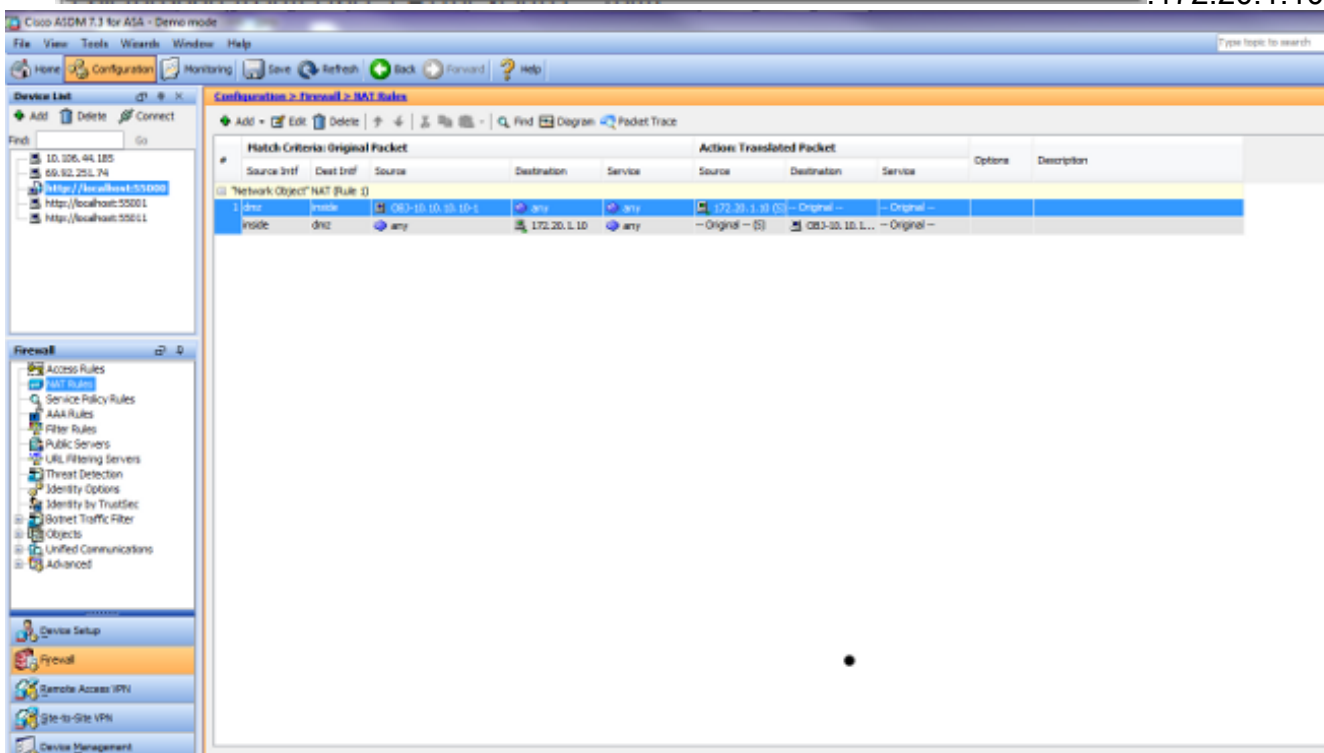 .172.20.1.10
Cisco ASDM 7.3 for ASA - Demo mode
File View Tools Wizards Window Help
Type topic to search
Home Configuration Monitoring Save Refresh Back Forward Help
Device List
Add Delete Connect
Find: Go
10.106.44.185
69.92.251.74
http://localhost:55000
http://localhost:55001
http://localhost:55011
Configuration > Firewall > NAT Rules
Add Edit Delete Find Diagram Packet Trace
# Match Criteria: Original Packet Action: Translated Packet Options Description
Source Intf Dest Intf Source Destination Service Source Destination Service
"Network Object" NAT (Rule 1)
1 dmz inside OBJ-10.10.10.10-1 any any 172.20.1.10 (S) -- Original -- -- Original --
inside dmz any 172.20.1.10 any -- Original -- (S) OBJ-10.10.1... -- Original --
Firewall
Access Rules
NAT Rules
Service Policy Rules
AAA Rules
Filter Rules
Public Servers
URL Filtering Servers
Threat Detection
Identity Options
Identity by TrustSec
Botnet Traffic Filter
Objects
Unified Communications
Advanced
Device Setup
Firewall
Remote Access VPN
Site-to-Site VPN
Device Management